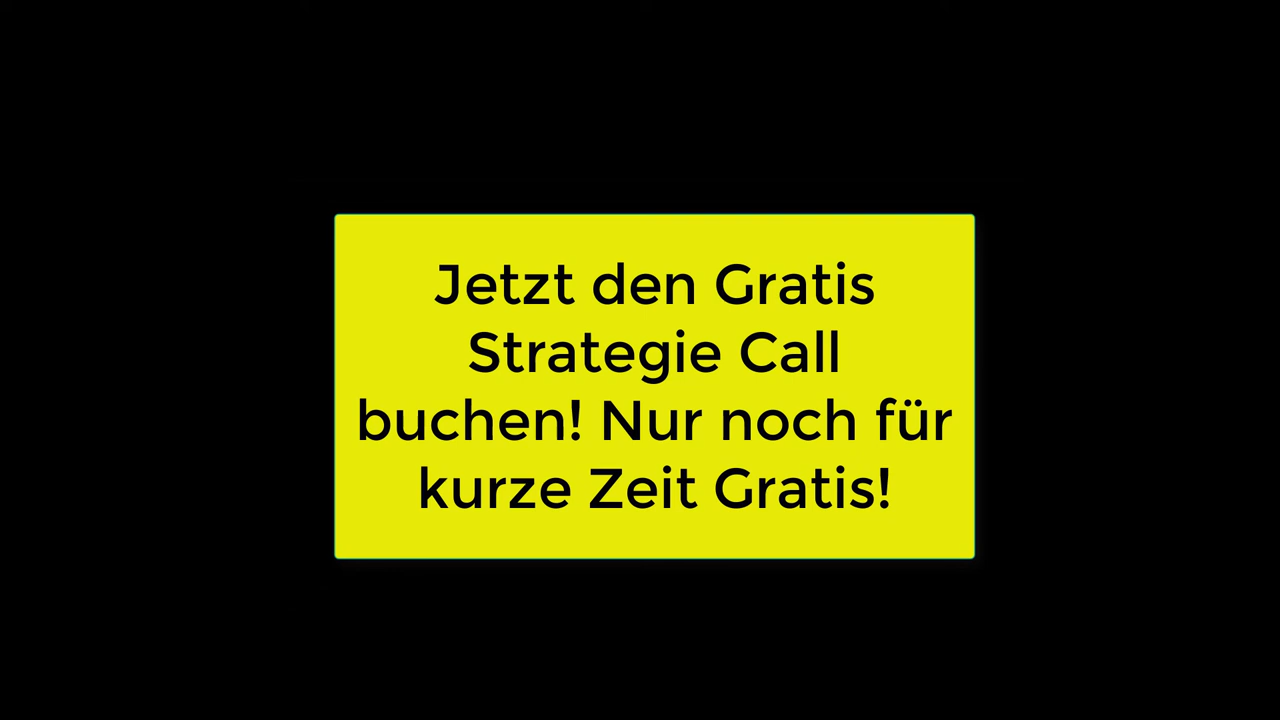 Jetzt den Gratis
Strategie Call
buchen! Nur noch für
kurze Zeit Gratis!